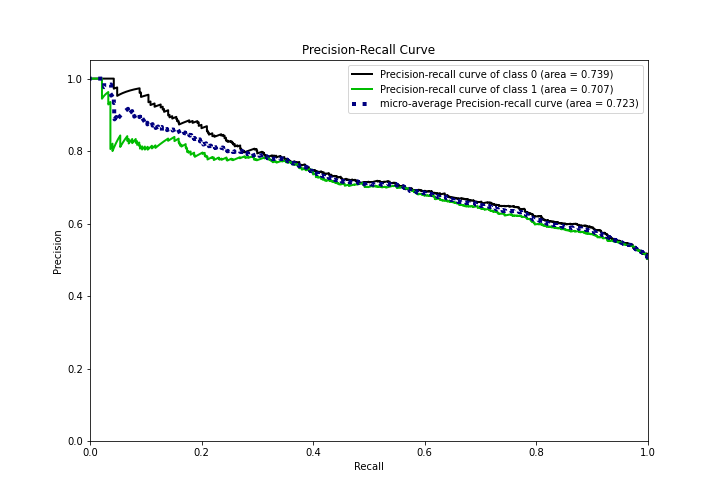 Precision-Recall Curve
Precision-recall curve of class 0 (area = 0.739)
Precision-recall curve of class 1 (area = 0.707)
micro-average Precision-recall curve (area = 0.723)
1.0
0.8
0.6
0.4
0.2
0.0
Precision
0.0 0.2 0.4 0.6 0.8 1.0
Recall